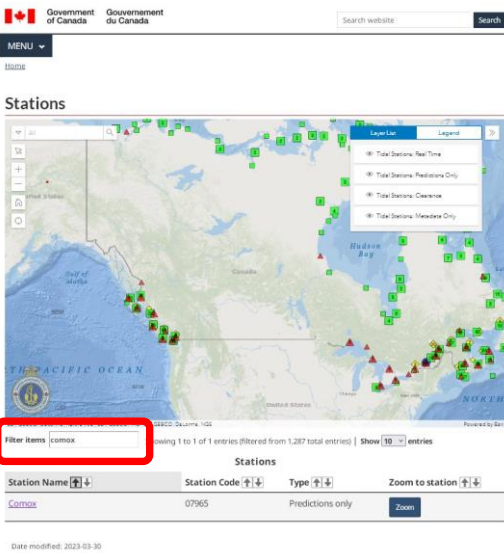 Government Gouvernement
of Canada du Canada
Search website Search
MENU
Home
Stations
All
Layer List Legend
Tidal Stations: Real Time
Tidal Stations: Predictions Only
Tidal Stations: Clearance
Tidal Stations: Metadata Only
Hudson
Bay
Gulf of
Alaska
Canada
PACIFIC OCEAN
United States
NORTH
Filter items comox owing 1 to 1 of 1 entries (filtered from 1,287 total entries) | Show 10 entries
Stations
Station Name Station Code Type Zoom to station
Comox 07965 Predictions only Zoom
Date modified: 2023-03-30